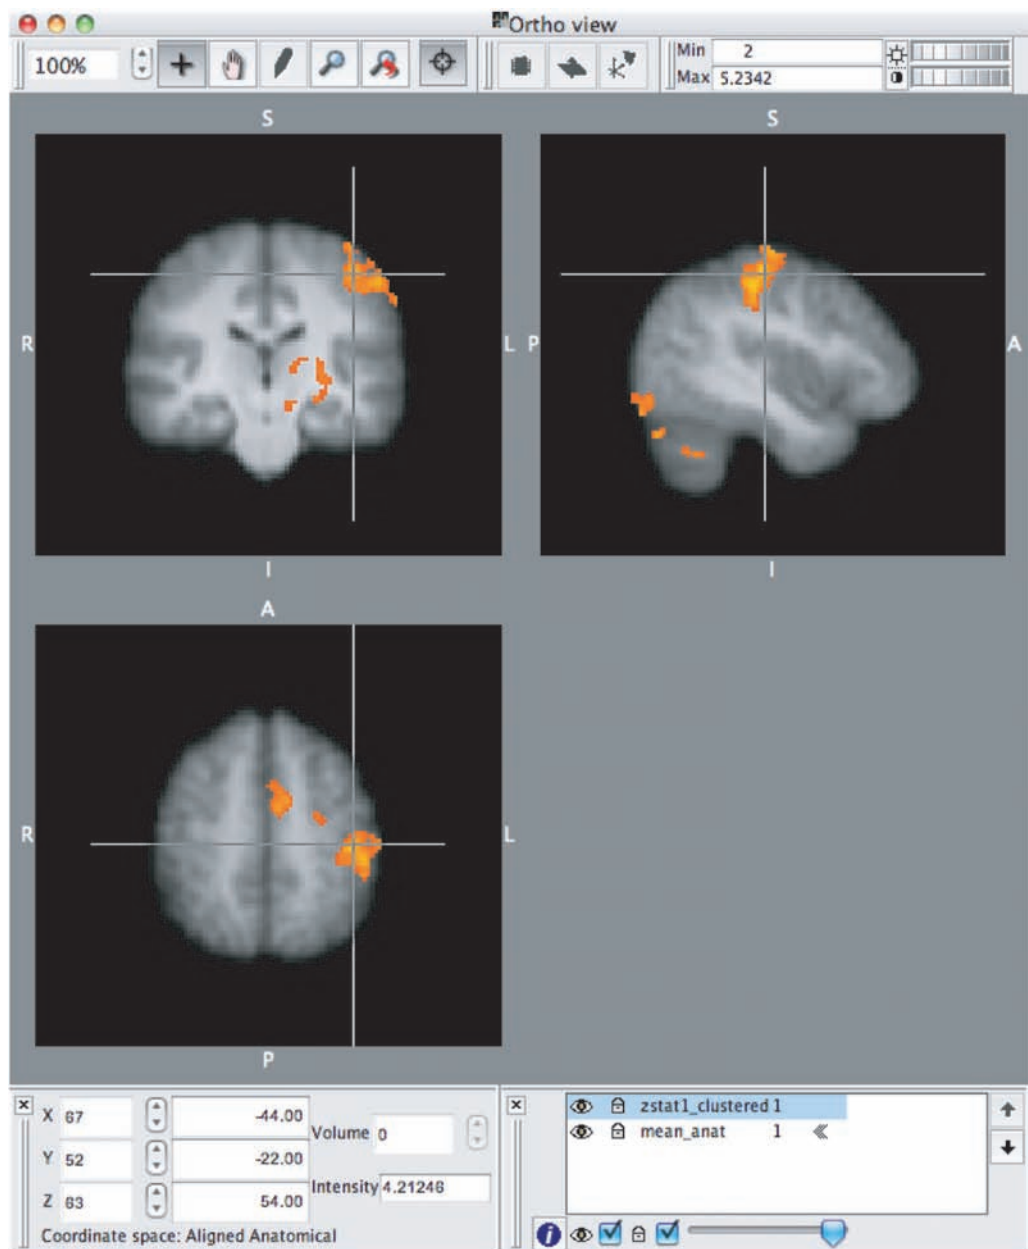 Ortho view
100%
Min 2
Max 5.2342
S
S
R
L
P
A
I
I
A
R
L
P
X 67 -44.00
Y 52 -22.00
Z 63 54.00
Volume 0
Intensity 4.21246
Coordinate space: Aligned Anatomical
zstat1_clustered 1
mean_anat 1
i